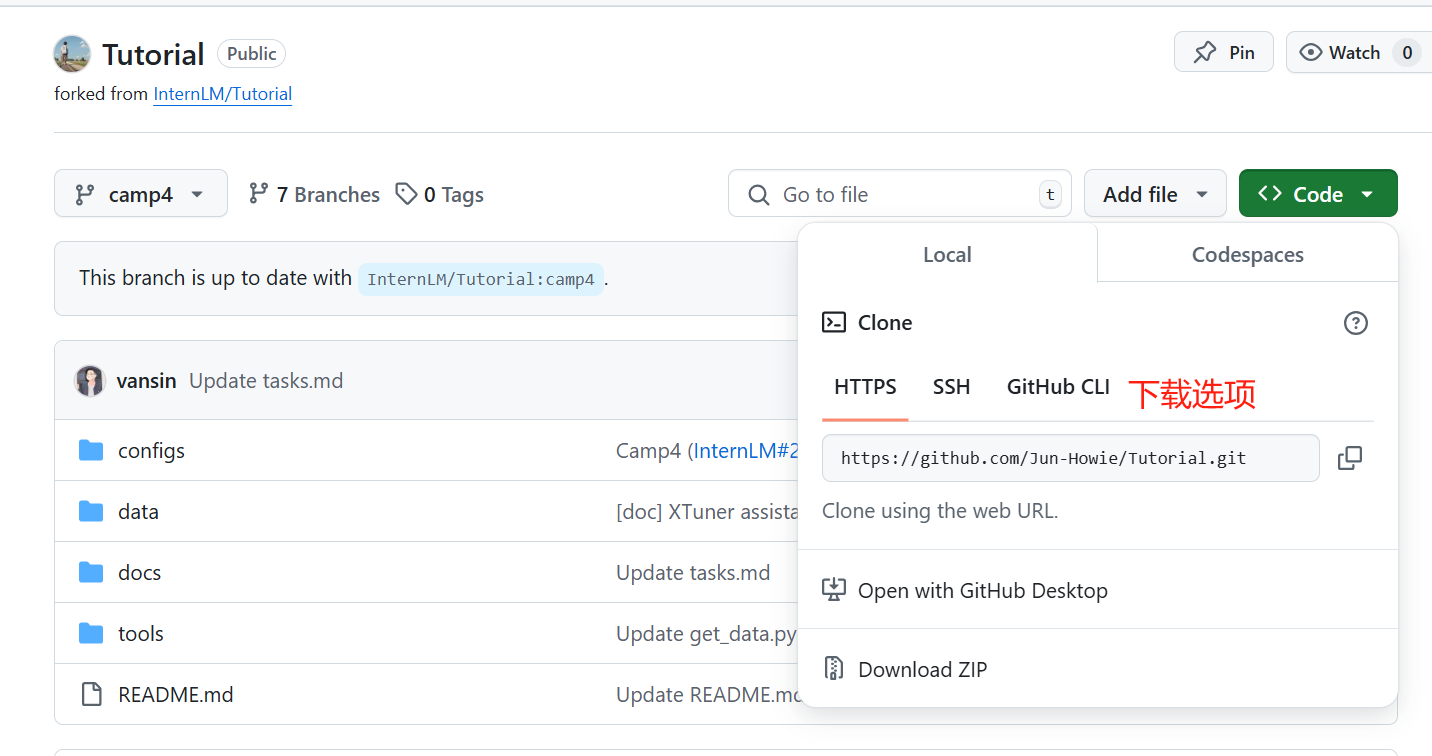 Tutorial Public
Pin
Watch 0
forked from InternLM/Tutorial
camp4
7 Branches
0 Tags
Go to file t
Add file
Code
This branch is up to date with InternLM/Tutorial:camp4.
Local
Codespaces
Clone
HTTPS SSH GitHub CLI 下载选项
https://github.com/Jun-Howie/Tutorial.git
Clone using the web URL.
Open with GitHub Desktop
Download ZIP
vansin Update tasks.md
configs Camp4 (InternLM#2
data [doc] XTuner assista
docs Update tasks.md
tools Update get_data.py
README.md Update README.md